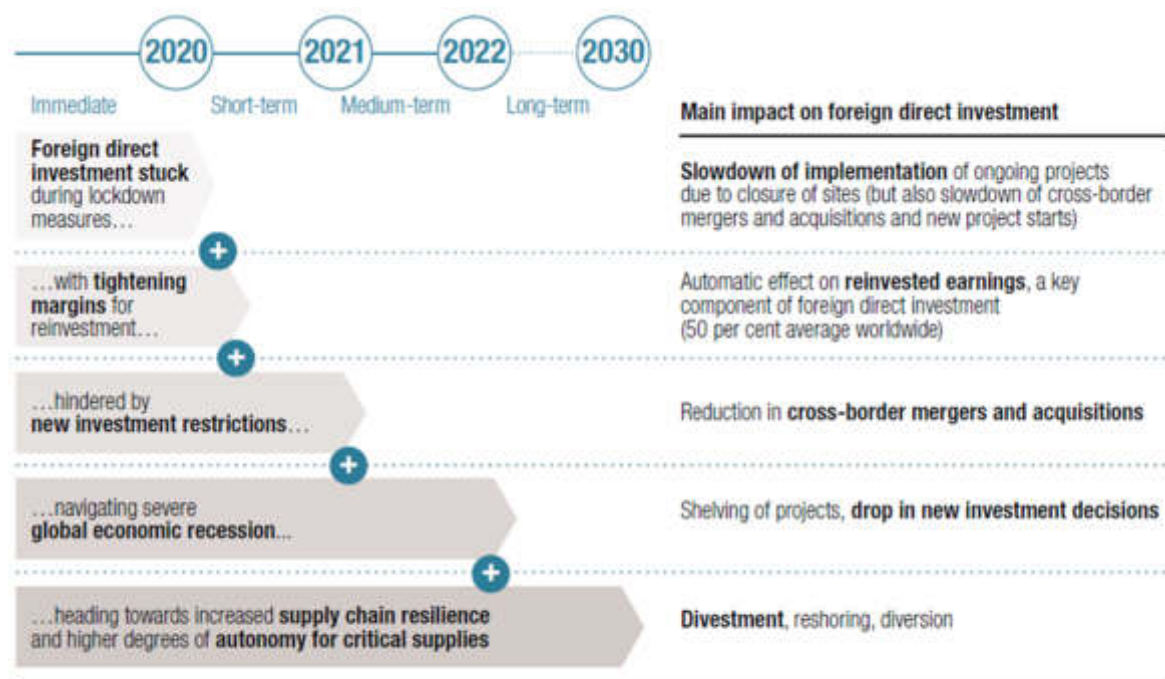 2020 2021 2022 2030
Immediate Short-term Medium-term Long-term
Main impact on foreign direct investment
Foreign direct
investment stuck
during lockdown
measures…
Slowdown of implementation of ongoing projects
due to closure of sites (but also slowdown of cross-border
mergers and acquisitions and new project starts)
+
…with tightening
margins for
reinvestment…
Automatic effect on reinvested earnings, a key
component of foreign direct investment
(50 per cent average worldwide)
+
…hindered by
new investment restrictions…
Reduction in cross-border mergers and acquisitions
+
…navigating severe
global economic recession...
Shelving of projects, drop in new investment decisions
+
…heading towards increased supply chain resilience
and higher degrees of autonomy for critical supplies
Divestment, reshoring, diversion